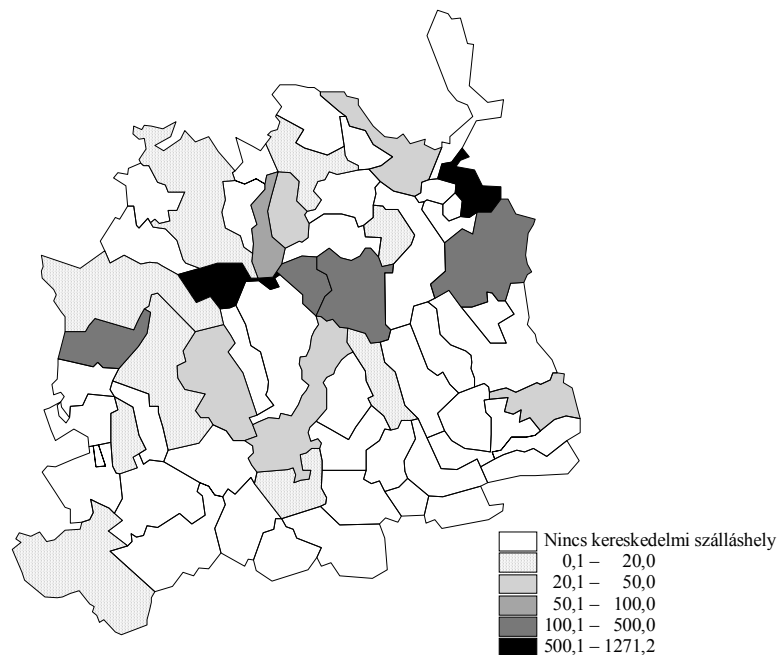 Nincs kereskedelmi szálláshely
0,1 – 20,0
20,1 – 50,0
50,1 – 100,0
100,1 – 500,0
500,1 – 1271,2